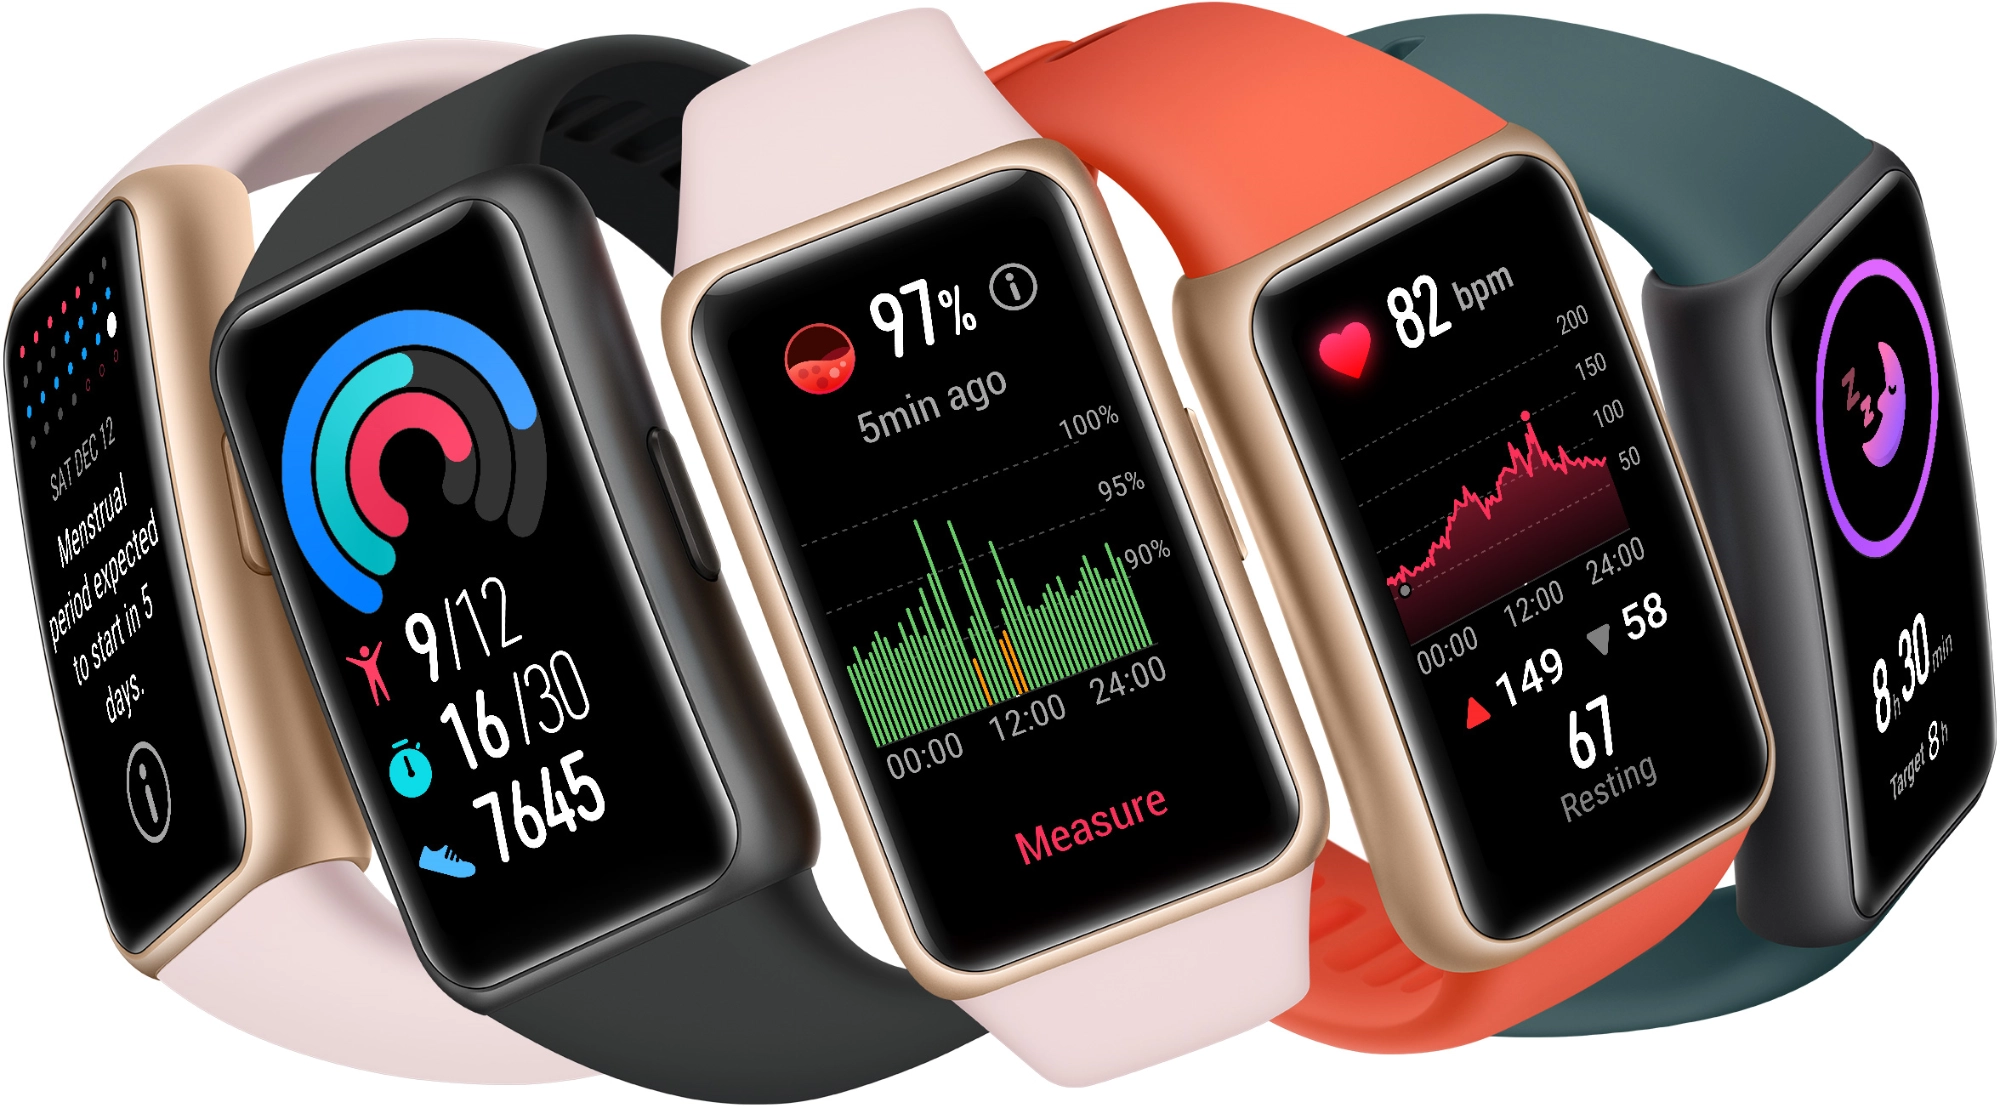 SAT DEC 12
Menstrual
period expected
to start in 5
days.
9/12
16/30
7645
97%
5min ago
100%
95%
90%
00:00 12:00 24:00
Measure
82 bpm
200
150
100
50
00:00 12:00 24:00
149 58
67
Resting
zzz
8h 30min
Target 8h